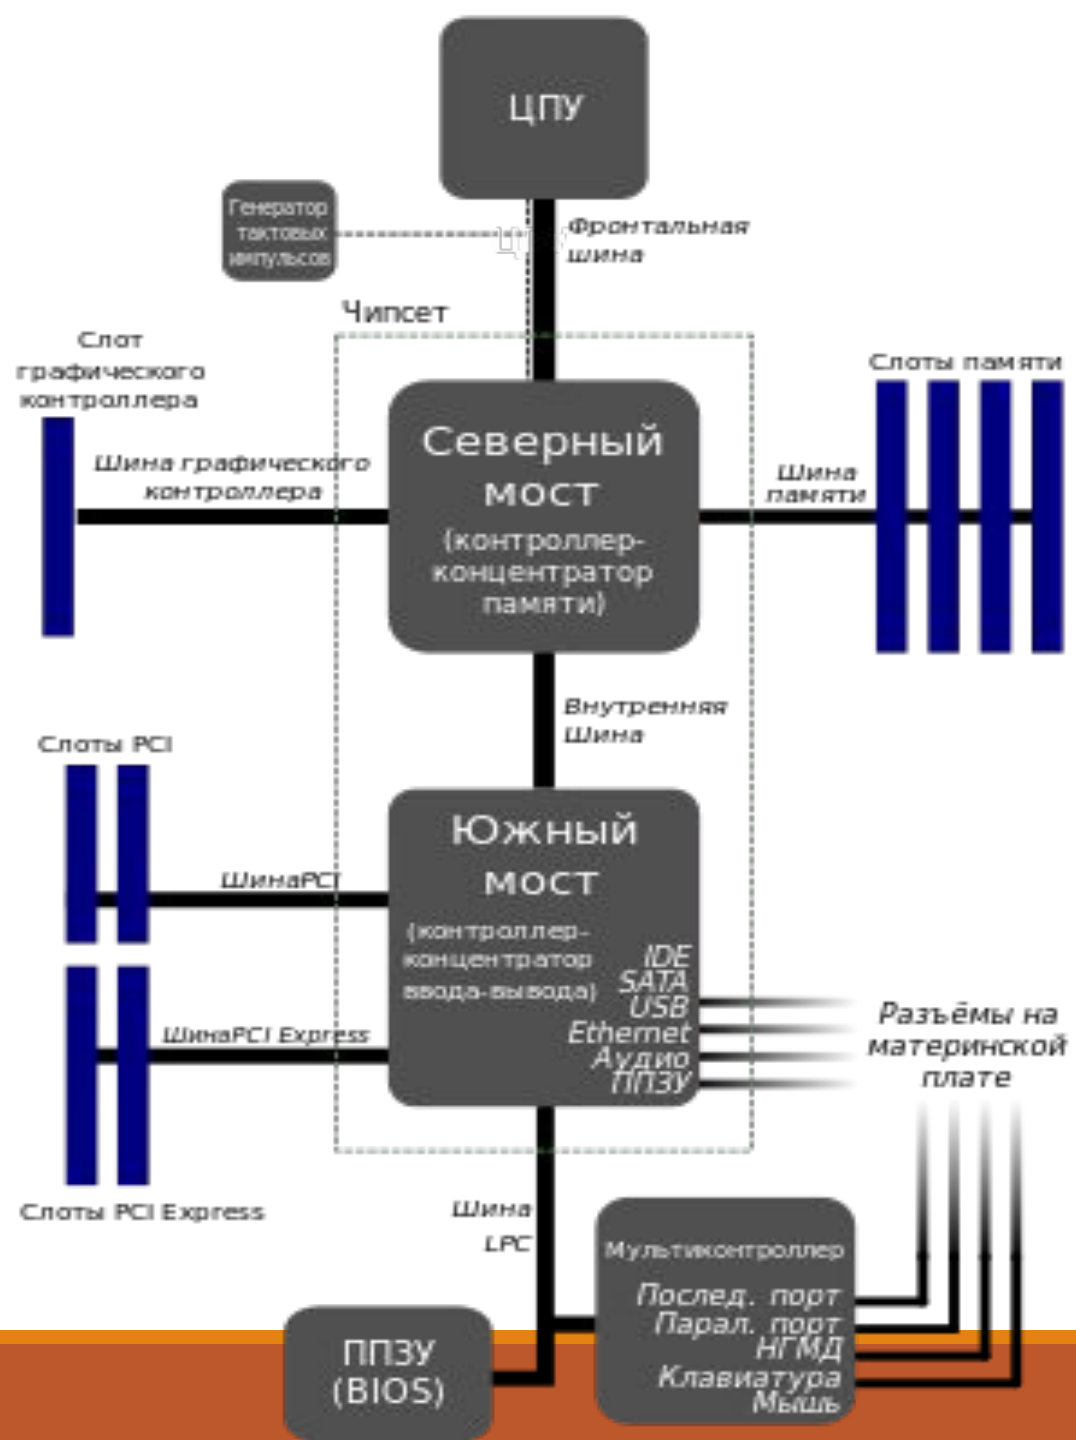 ЦПУ
Генератор
тактовых
импульсов
Фронтальная
шина
Чипсет
Слот
графического
контроллера
Слоты памяти
Шина графического
контроллера
Северный
мост
(контроллер-
концентратор
памяти)
Шина
памяти
Внутренняя
Шина
Слоты PCI
Южный
мост
(контроллер-
концентратор
ввода-вывода)
ШинаPCI
IDE
SATA
USB
Ethernet
Аудио
ППЗУ
ШинаPCI Express
Разъёмы на
материнской
плате
Слоты PCI Express
Шина
LPC
Мультиконтроллер
Послед. порт
Парал. порт
НГМД
Клавиатура
Мышь
ППЗУ
(BIOS)